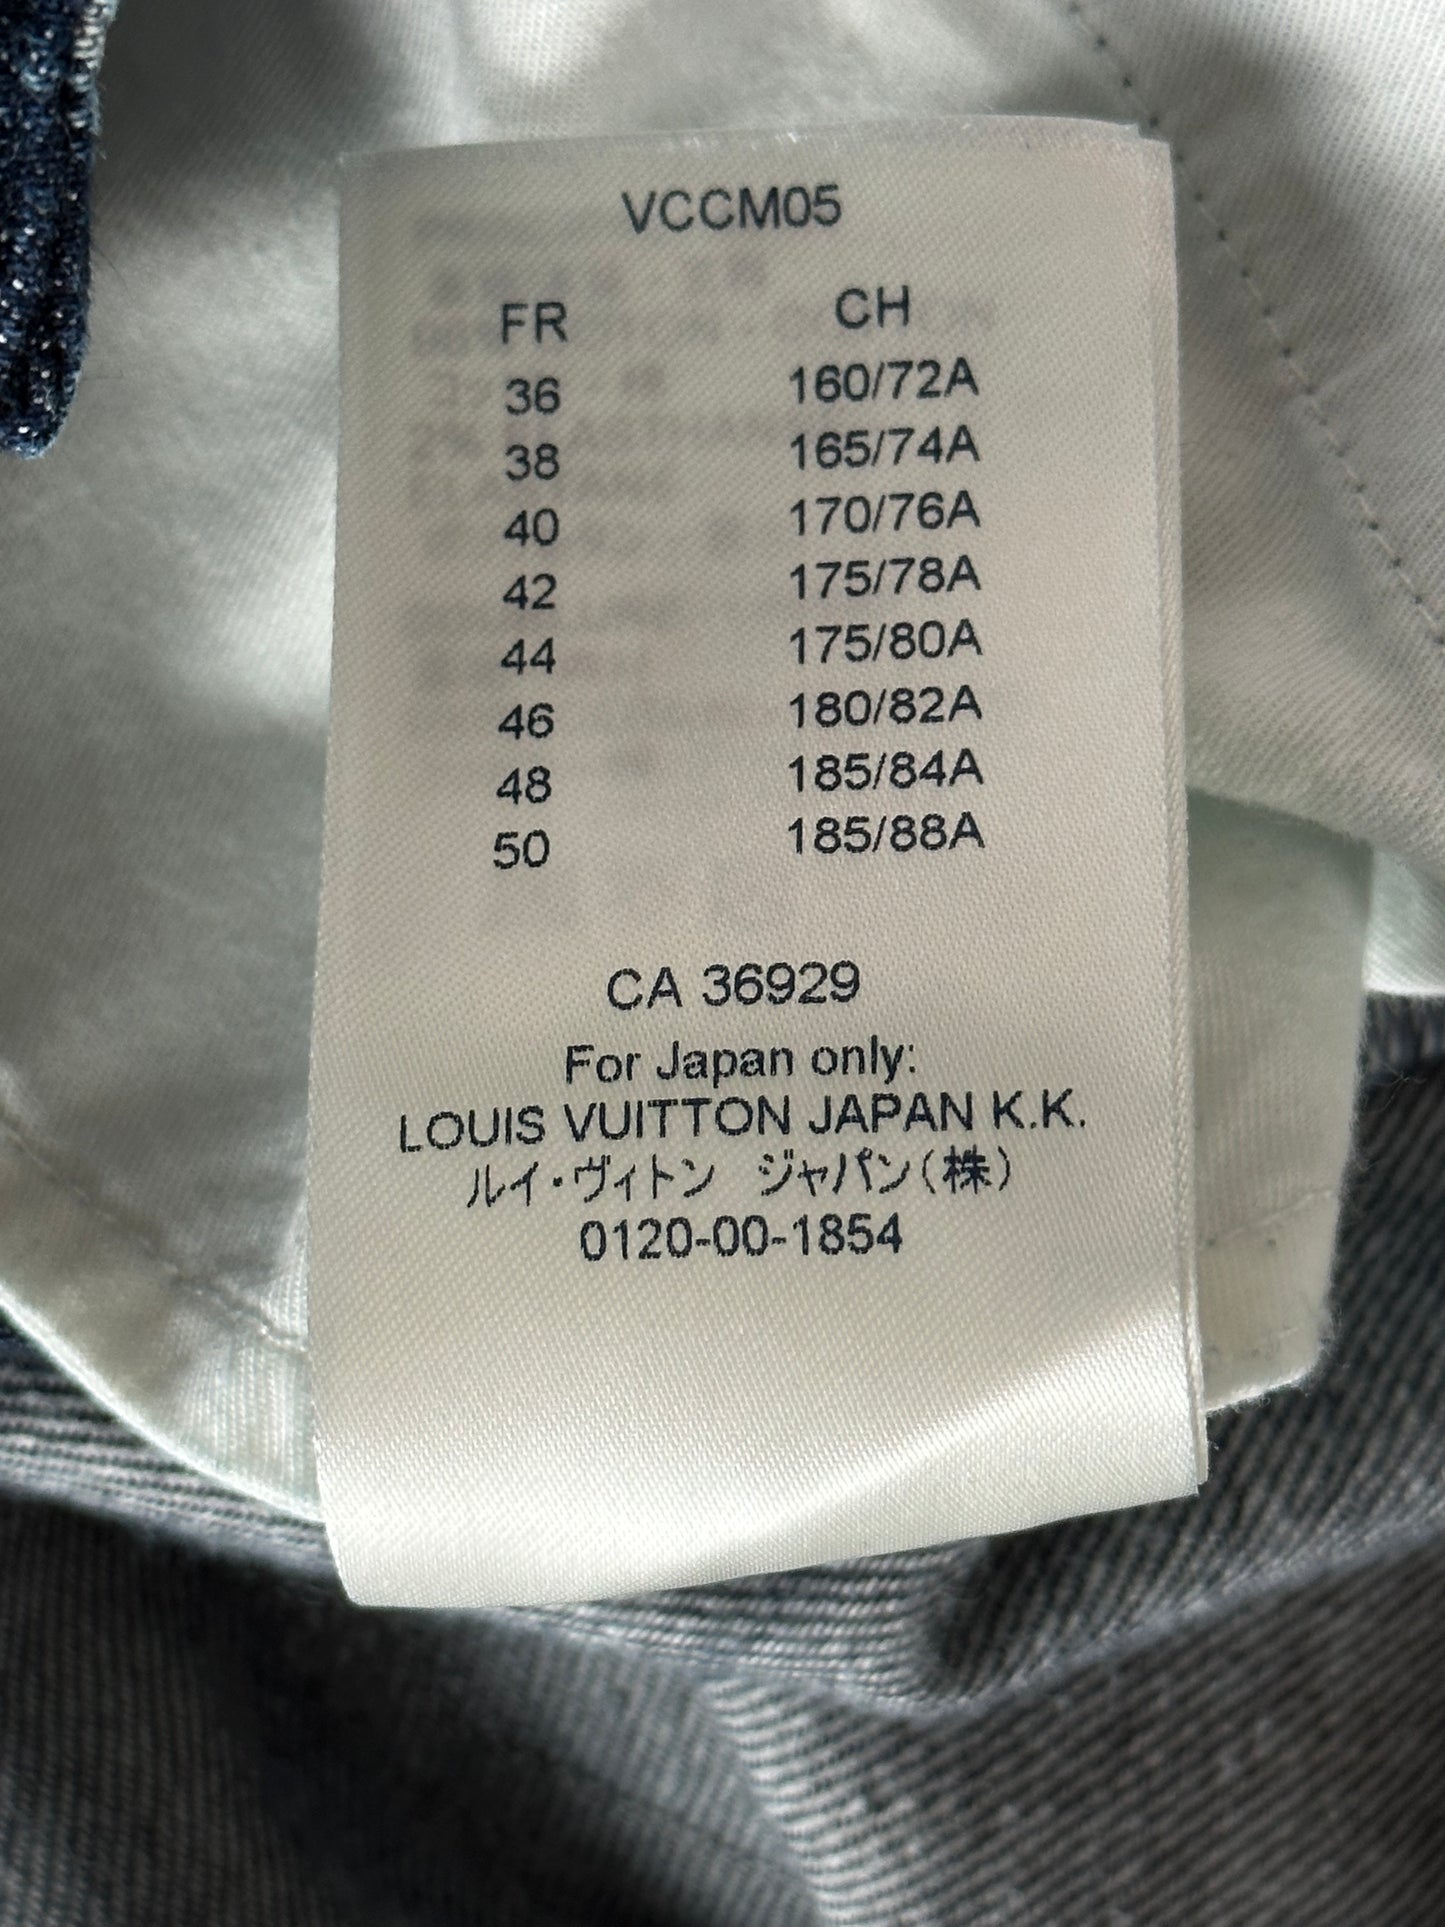 VCCM05
FR CH
36 160/72A
38 165/74A
40 170/76A
42 175/78A
44 175/80A
46 180/82A
48 185/84A
50 185/88A
CA 36929
For Japan only:
LOUIS VUITTON JAPAN K.K.
ルイ・ヴィトン ジャパン(株)
0120-00-1854